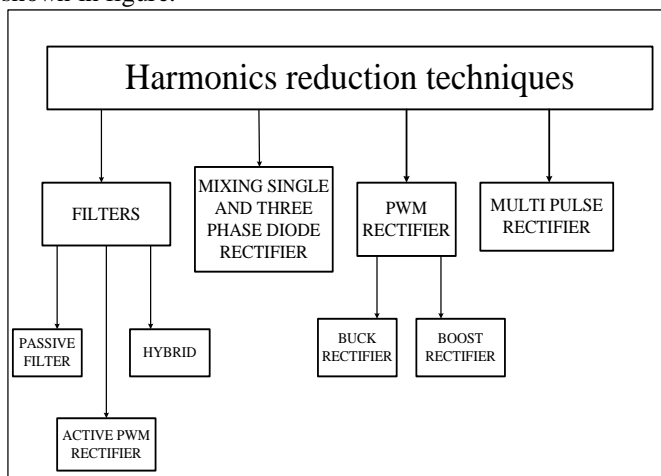 shown in figure.
Harmonics reduction techniques
FILTERS
MIXING SINGLE
AND THREE
PHASE DIODE
RECTIFIER
PWM
RECTIFIER
MULTI PULSE
RECTIFIER
PASSIVE
FILTER
HYBRID
BUCK
RECTIFIER
BOOST
RECTIFIER
ACTIVE PWM
RECTIFIER